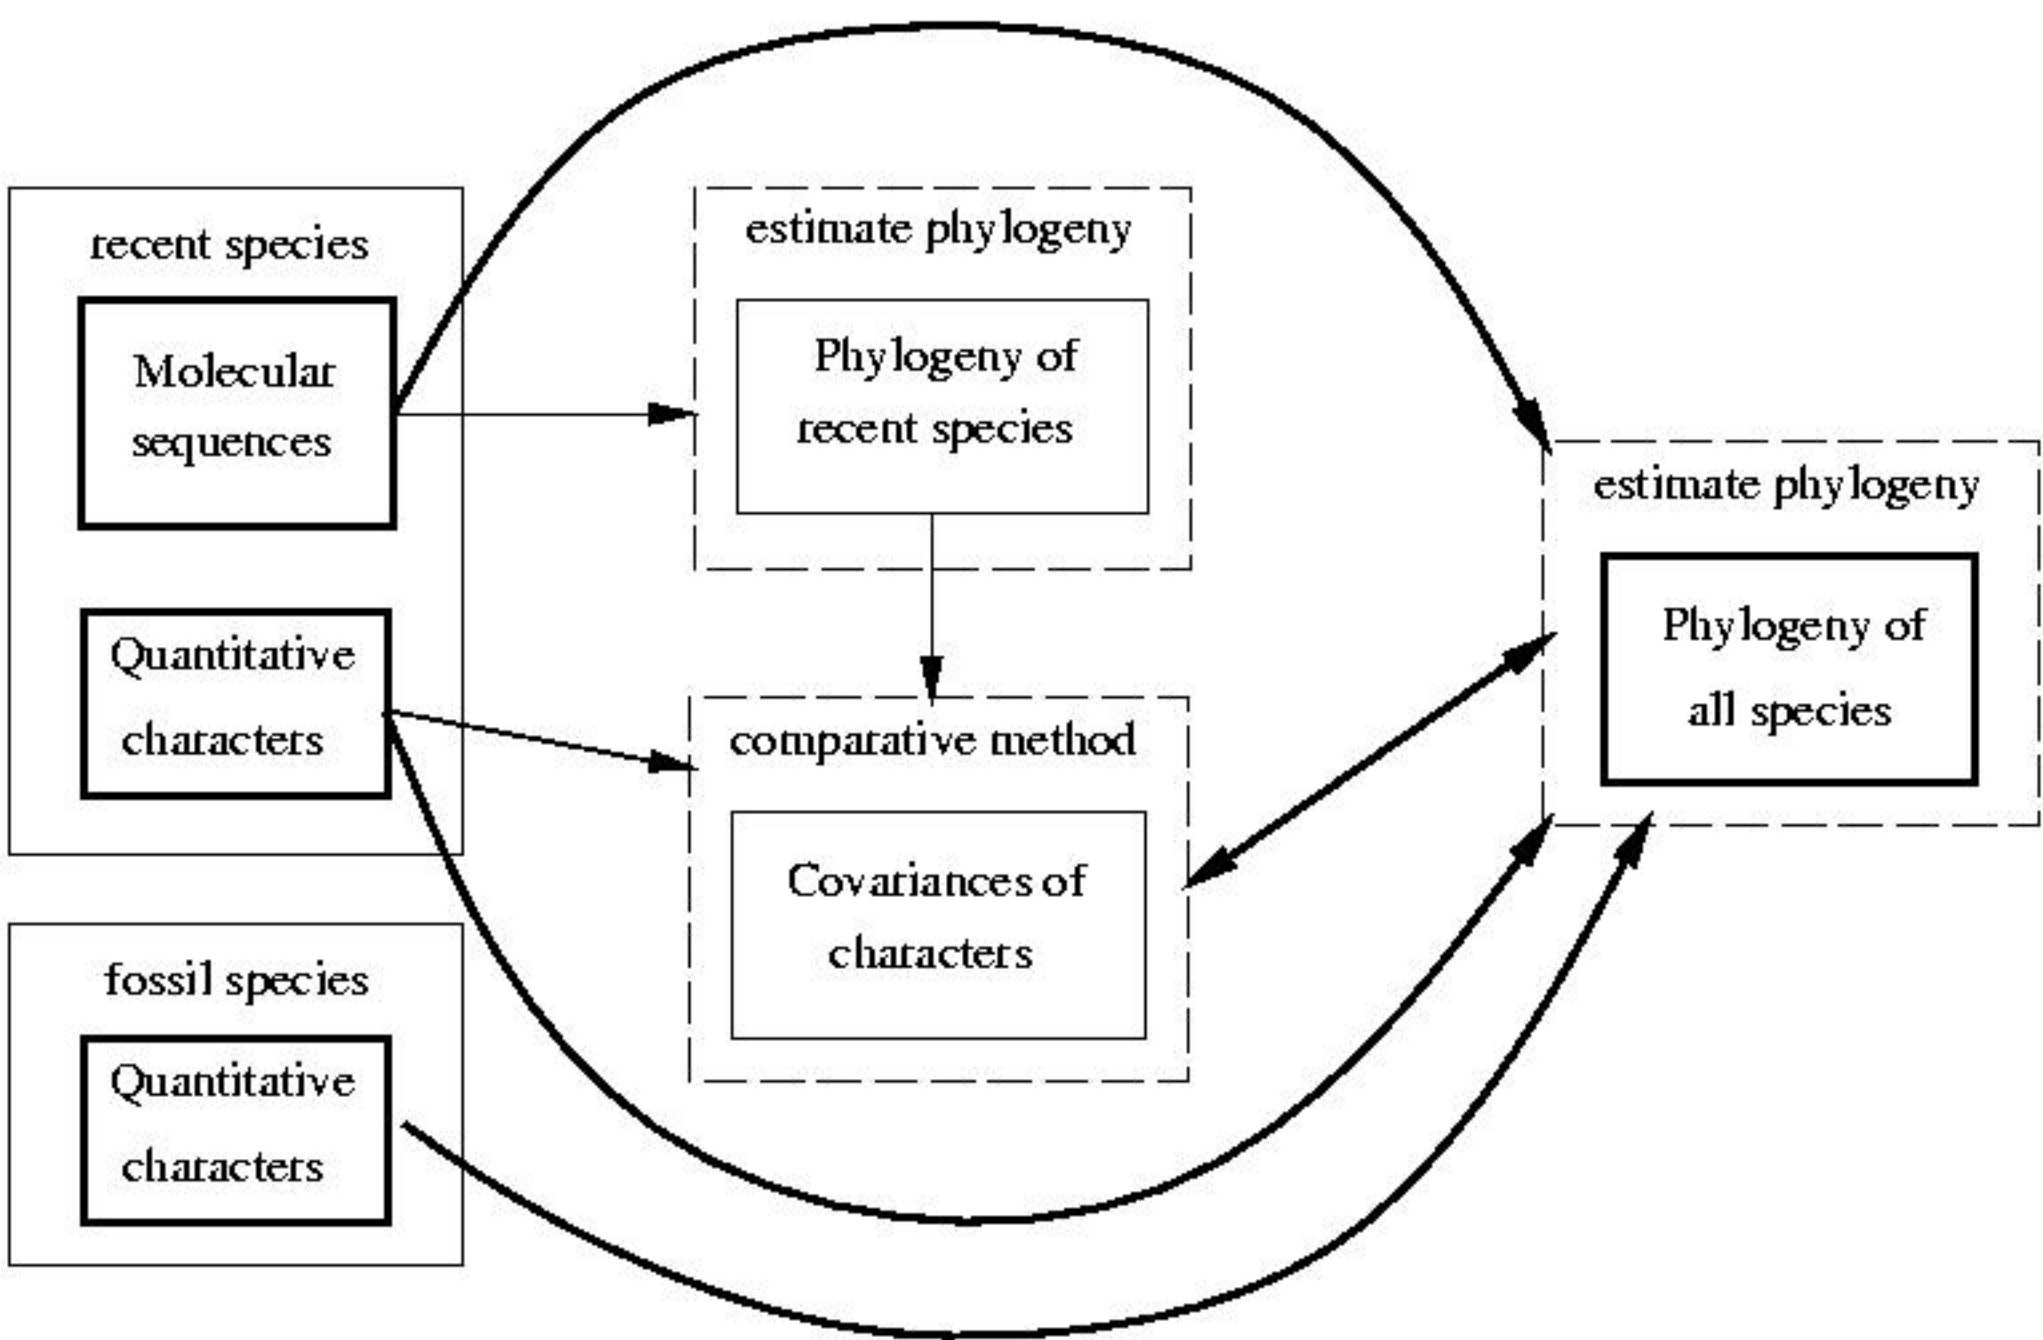 recent species
Molecular
sequences
Quantitative
characters
fossil species
Quantitative
characters
estimate phylogeny
Phylogeny of
recent species
comparative method
Covariances of
characters
estimate phylogeny
Phylogeny of
all species